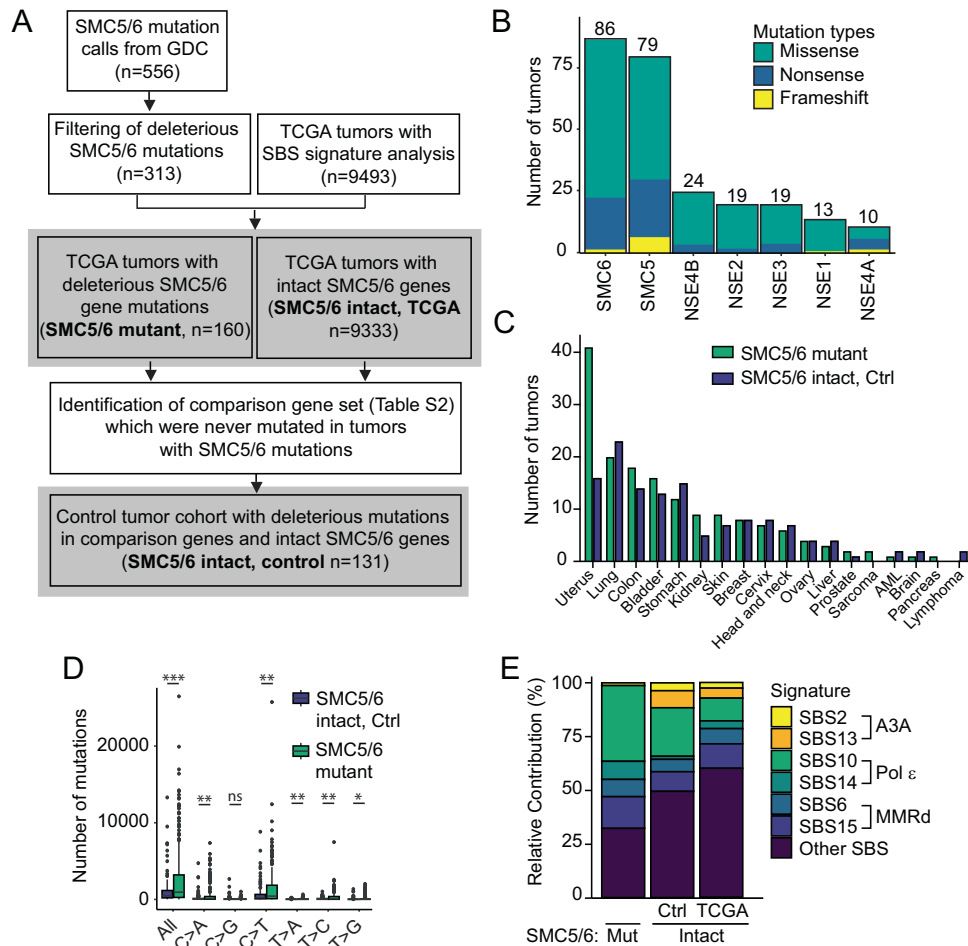 A
SMC5/6 mutation
calls from GDC
(n=556)
Filtering of deleterious
SMC5/6 mutations
(n=313)
TCGA tumors with
SBS signature analysis
(n=9493)
TCGA tumors with
deleterious SMC5/6
gene mutations
(SMC5/6 mutant, n=160)
TCGA tumors with
intact SMC5/6 genes
(SMC5/6 intact, TCGA
n=9333)
Identification of comparison gene set (Table S2)
which were never mutated in tumors
with SMC5/6 mutations
Control tumor cohort with deleterious mutations
in comparison genes and intact SMC5/6 genes
(SMC5/6 intact, control n=131)
B
Number of tumors
75
50
25
0
86
79
24
19
19
13
10
Mutation types
Missense
Nonsense
Frameshift
SMC6
SMC5
NSE4B
NSE2
NSE3
NSE1
NSE4A
C
Number of tumors
40
20
10
0
SMC5/6 mutant
SMC5/6 intact, Ctrl
Uterus
Lung
Colon
Bladder
Stomach
Kidney
Skin
Breast
Cervix
Head and neck
Ovary
Liver
Prostate
Sarcoma
AML
Brain
Pancreas
Lymphoma
D
Number of mutations
20000
10000
0
***
**
ns
**
**
**
*
SMC5/6
intact, Ctrl
SMC5/6
mutant
All
C>A
C>G
C>T
T>A
T>C
T>G
E
Relative Contribution (%)
100
75
50
25
0
Signature
SBS2
SBS13
A3A
SBS10
SBS14
Pol ε
SBS6
SBS15
MMRd
Other SBS
Ctrl TCGA
SMC5/6: Mut Intact